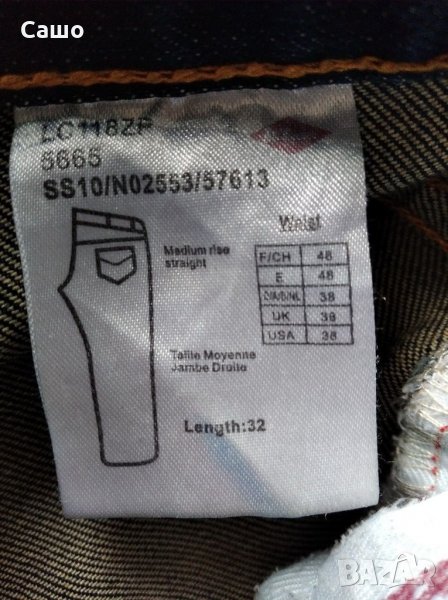 Сашо
LC118ZP
5665
SS10/N02553/57613
Waist
Medium rise
straight
F/CH 48
E 48
D/A/B/NL 38
UK 38
USA 38
Taille Moyenne
Jambe Droite
Length:32
BAZAR